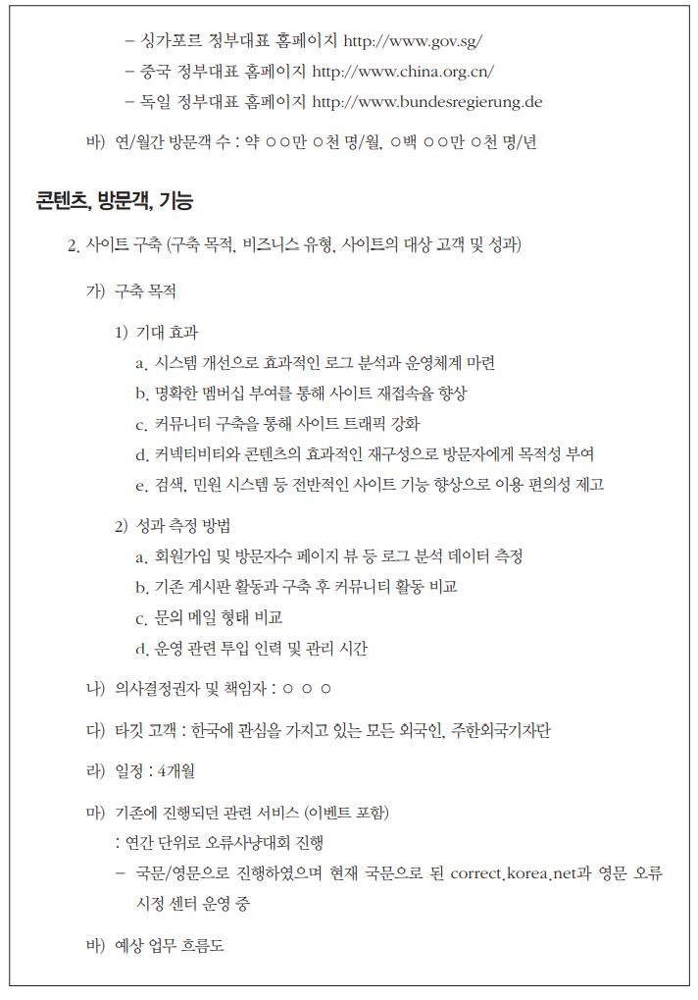 – 싱가포르 정부대표 홈페이지 http://www.gov.sg/
– 중국 정부대표 홈페이지 http://www.china.org.cn/
– 독일 정부대표 홈페이지 http://www.bundesregierung.de
바) 연/월간 방문객 수 : 약 ○○만 ○천 명/월, ○백 ○○만 ○천 명/년
콘텐츠, 방문객, 기능
2. 사이트 구축 (구축 목적, 비즈니스 유형, 사이트의 대상 고객 및 성과)
가) 구축 목적
1) 기대 효과
a. 시스템 개선으로 효과적인 로그 분석과 운영체계 마련
b. 명확한 멤버십 부여를 통해 사이트 재접속율 향상
c. 커뮤니티 구축을 통해 사이트 트래픽 강화
d. 커넥티비티와 콘텐츠의 효과적인 재구성으로 방문자에게 목적성 부여
e. 검색, 민원 시스템 등 전반적인 사이트 기능 향상으로 이용 편의성 제고
2) 성과 측정 방법
a. 회원가입 및 방문자수 페이지 뷰 등 로그 분석 데이터 측정
b. 기존 게시판 활동과 구축 후 커뮤니티 활동 비교
c. 문의 메일 형태 비교
d. 운영 관련 투입 인력 및 관리 시간
나) 의사결정권자 및 책임자 : ○ ○ ○
다) 타깃 고객 : 한국에 관심을 가지고 있는 모든 외국인, 주한외국기자단
라) 일정 : 4개월
마) 기존에 진행되던 관련 서비스 (이벤트 포함)
: 연간 단위로 오류사냥대회 진행
– 국문/영문으로 진행하였으며 현재 국문으로 된 correct.korea.net과 영문 오류
시정 센터 운영 중
바) 예상 업무 흐름도